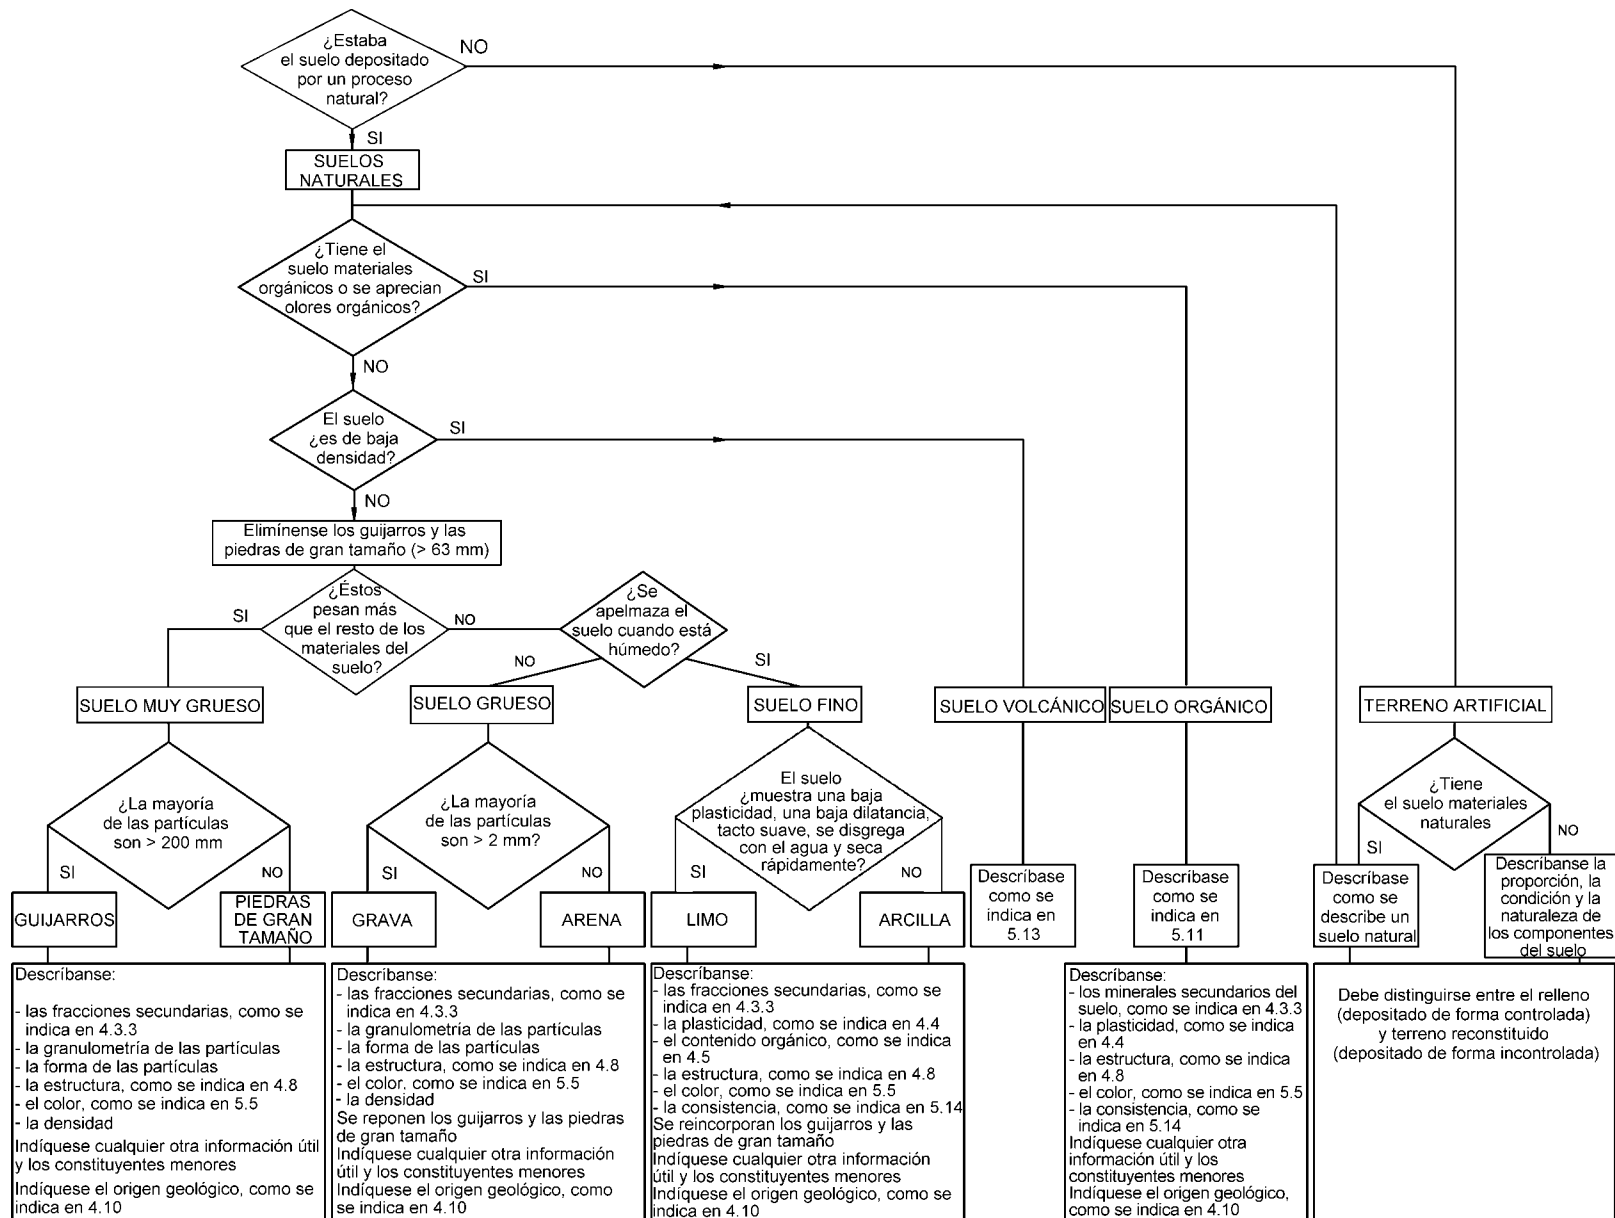 ¿Estaba
el suelo depositado
por un proceso
natural?
NO
SI
SUELOS
NATURALES
¿Tiene el
suelo materiales
orgánicos o se aprecian
olores orgánicos?
SI
NO
El suelo
¿es de baja
densidad?
SI
NO
Elimínense los guijarros y las
piedras de gran tamaño (> 63 mm)
¿Éstos
pesan más
que el resto de los
materiales del
suelo?
SI
NO
¿Se
apelmaza el
suelo cuando está
húmedo?
NO
SI
SUELO MUY GRUESO
SUELO GRUESO
SUELO FINO
SUELO VOLCÁNICO
SUELO ORGÁNICO
TERRENO ARTIFICIAL
¿La mayoría
de las partículas
son > 200 mm
SI
NO
¿La mayoría
de las partículas
son > 2 mm?
SI
NO
El suelo
¿muestra una baja
plasticidad, una baja dilatancia,
tacto suave, se disgrega
con el agua y seca
rápidamente?
SI
NO
¿Tiene
el suelo materiales
naturales
SI
NO
GUIJARROS
PIEDRAS
DE GRAN
TAMAÑO
GRAVA
ARENA
LIMO
ARCILLA
Descríbase
como se
indica en
5.13
Descríbase
como se
indica en
5.11
Descríbase
como se
describe un
suelo natural
Descríbanse la
proporción, la
condición y la
naturaleza de
los componentes
del suelo
Descríbanse:
- las fracciones secundarias, como se
indica en 4.3.3
- la granulometría de las partículas
- la forma de las partículas
- la estructura, como se indica en 4.8
- el color, como se indica en 5.5
- la densidad
Indíquese cualquier otra información útil
y los constituyentes menores
Indíquese el origen geológico, como se
indica en 4.10
Descríbanse:
- las fracciones secundarias, como se
indica en 4.3.3
- la granulometría de las partículas
- la forma de las partículas
- la estructura, como se indica en 4.8
- el color, como se indica en 5.5
- la densidad
Se reponen los guijarros y las piedras
de gran tamaño
Indíquese cualquier otra información
útil y los constituyentes menores
Indíquese el origen geológico, como
se indica en 4.10
Descríbanse:
- las fracciones secundarias, como se
indica en 4.3.3
- la plasticidad, como se indica en 4.4
- el contenido orgánico, como se indica
en 4.5
- la estructura, como se indica en 4.8
- el color, como se indica en 5.5
- la consistencia, como se indica en 5.14
Se reincorporan los guijarros y las
piedras de gran tamaño
Indíquese cualquier otra información
útil y los constituyentes menores
Indíquese el origen geológico, como se
indica en 4.10
Descríbanse:
- los minerales secundarios del
suelo, como se indica en 4.3.3
- la plasticidad, como se indica
en 4.4
- la estructura, como se indica
en 4.8
- el color, como se indica en 5.5
- la consistencia, como se
indica en 5.14
Indíquese cualquier otra
información útil y los
constituyentes menores
Indíquese el origen geológico,
como se indica en 4.10
Debe distinguirse entre el relleno
(depositado de forma controlada)
y terreno reconstituido
(depositado de forma incontrolada)